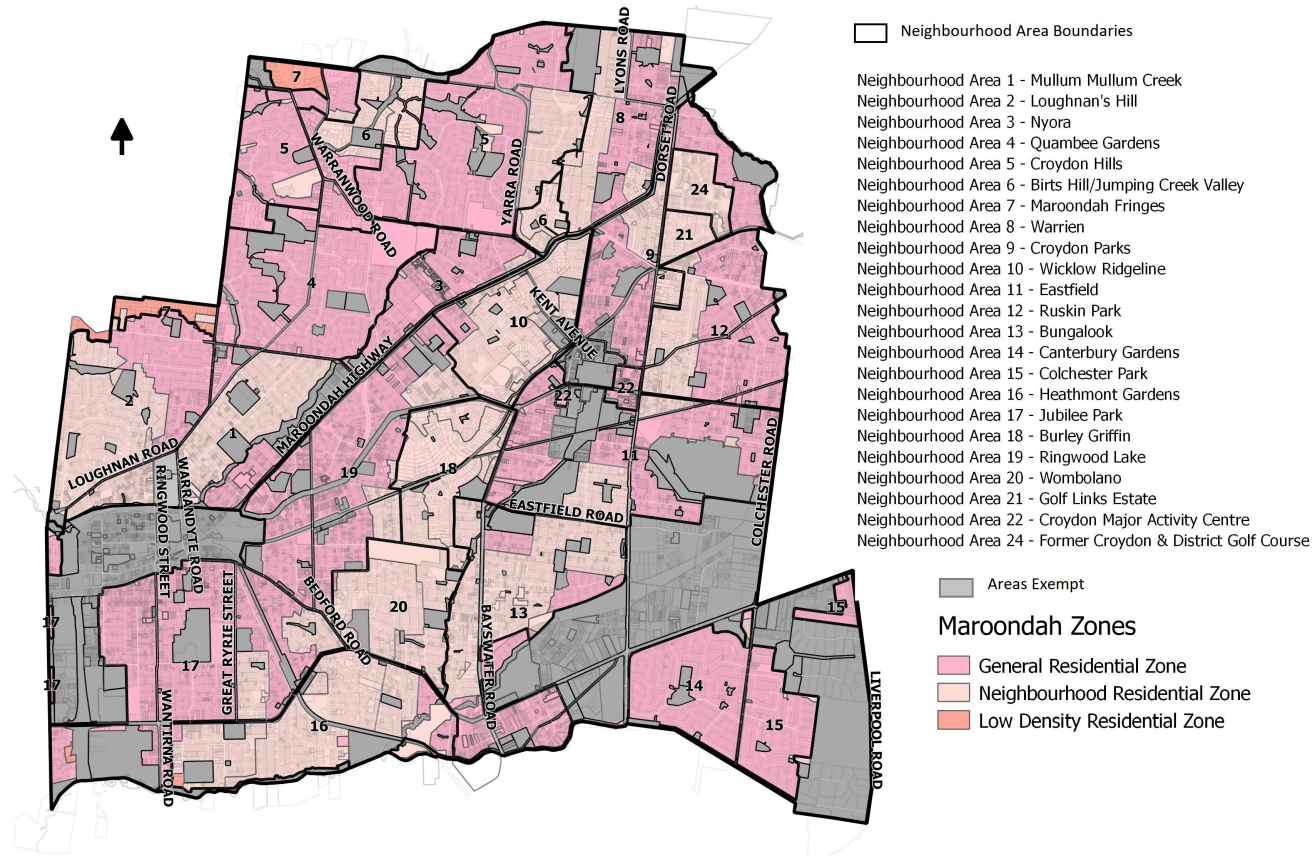 Neighbourhood Area Boundaries
Neighbourhood Area 1 - Mullum Mullum Creek
Neighbourhood Area 2 - Loughnan's Hill
Neighbourhood Area 3 - Nyora
Neighbourhood Area 4 - Quambee Gardens
Neighbourhood Area 5 - Croydon Hills
Neighbourhood Area 6 - Birts Hill/Jumping Creek Valley
Neighbourhood Area 7 - Maroondah Fringes
Neighbourhood Area 8 - Warrien
Neighbourhood Area 9 - Croydon Parks
Neighbourhood Area 10 - Wicklow Ridgeline
Neighbourhood Area 11 - Eastfield
Neighbourhood Area 12 - Ruskin Park
Neighbourhood Area 13 - Bungalook
Neighbourhood Area 14 - Canterbury Gardens
Neighbourhood Area 15 - Colchester Park
Neighbourhood Area 16 - Heathmont Gardens
Neighbourhood Area 17 - Jubilee Park
Neighbourhood Area 18 - Burley Griffin
Neighbourhood Area 19 - Ringwood Lake
Neighbourhood Area 20 - Wombolano
Neighbourhood Area 21 - Golf Links Estate
Neighbourhood Area 22 - Croydon Major Activity Centre
Neighbourhood Area 24 - Former Croydon & District Golf Course
Areas Exempt
Maroondah Zones
General Residential Zone
Neighbourhood Residential Zone
Low Density Residential Zone
LYONS ROAD
7
8
DORSET ROAD
6
5
5
WARRANWOOD ROAD
YARRA ROAD
24
6
21
9
4
3
7
KENT AVENUE
10
12
MAROONDAH HIGHWAY
22
22
2
1
LOUGHNAN ROAD
WARRANDYTE ROAD
RINGWOOD STREET
19
18
11
COLCHESTER ROAD
EASTFIELD ROAD
GREAT RYRIE STREET
BEDFORD ROAD
20
BAYSWATER ROAD
13
15
17
17
17
14
WANTIRNA ROAD
16
15
LIVERPOOL ROAD